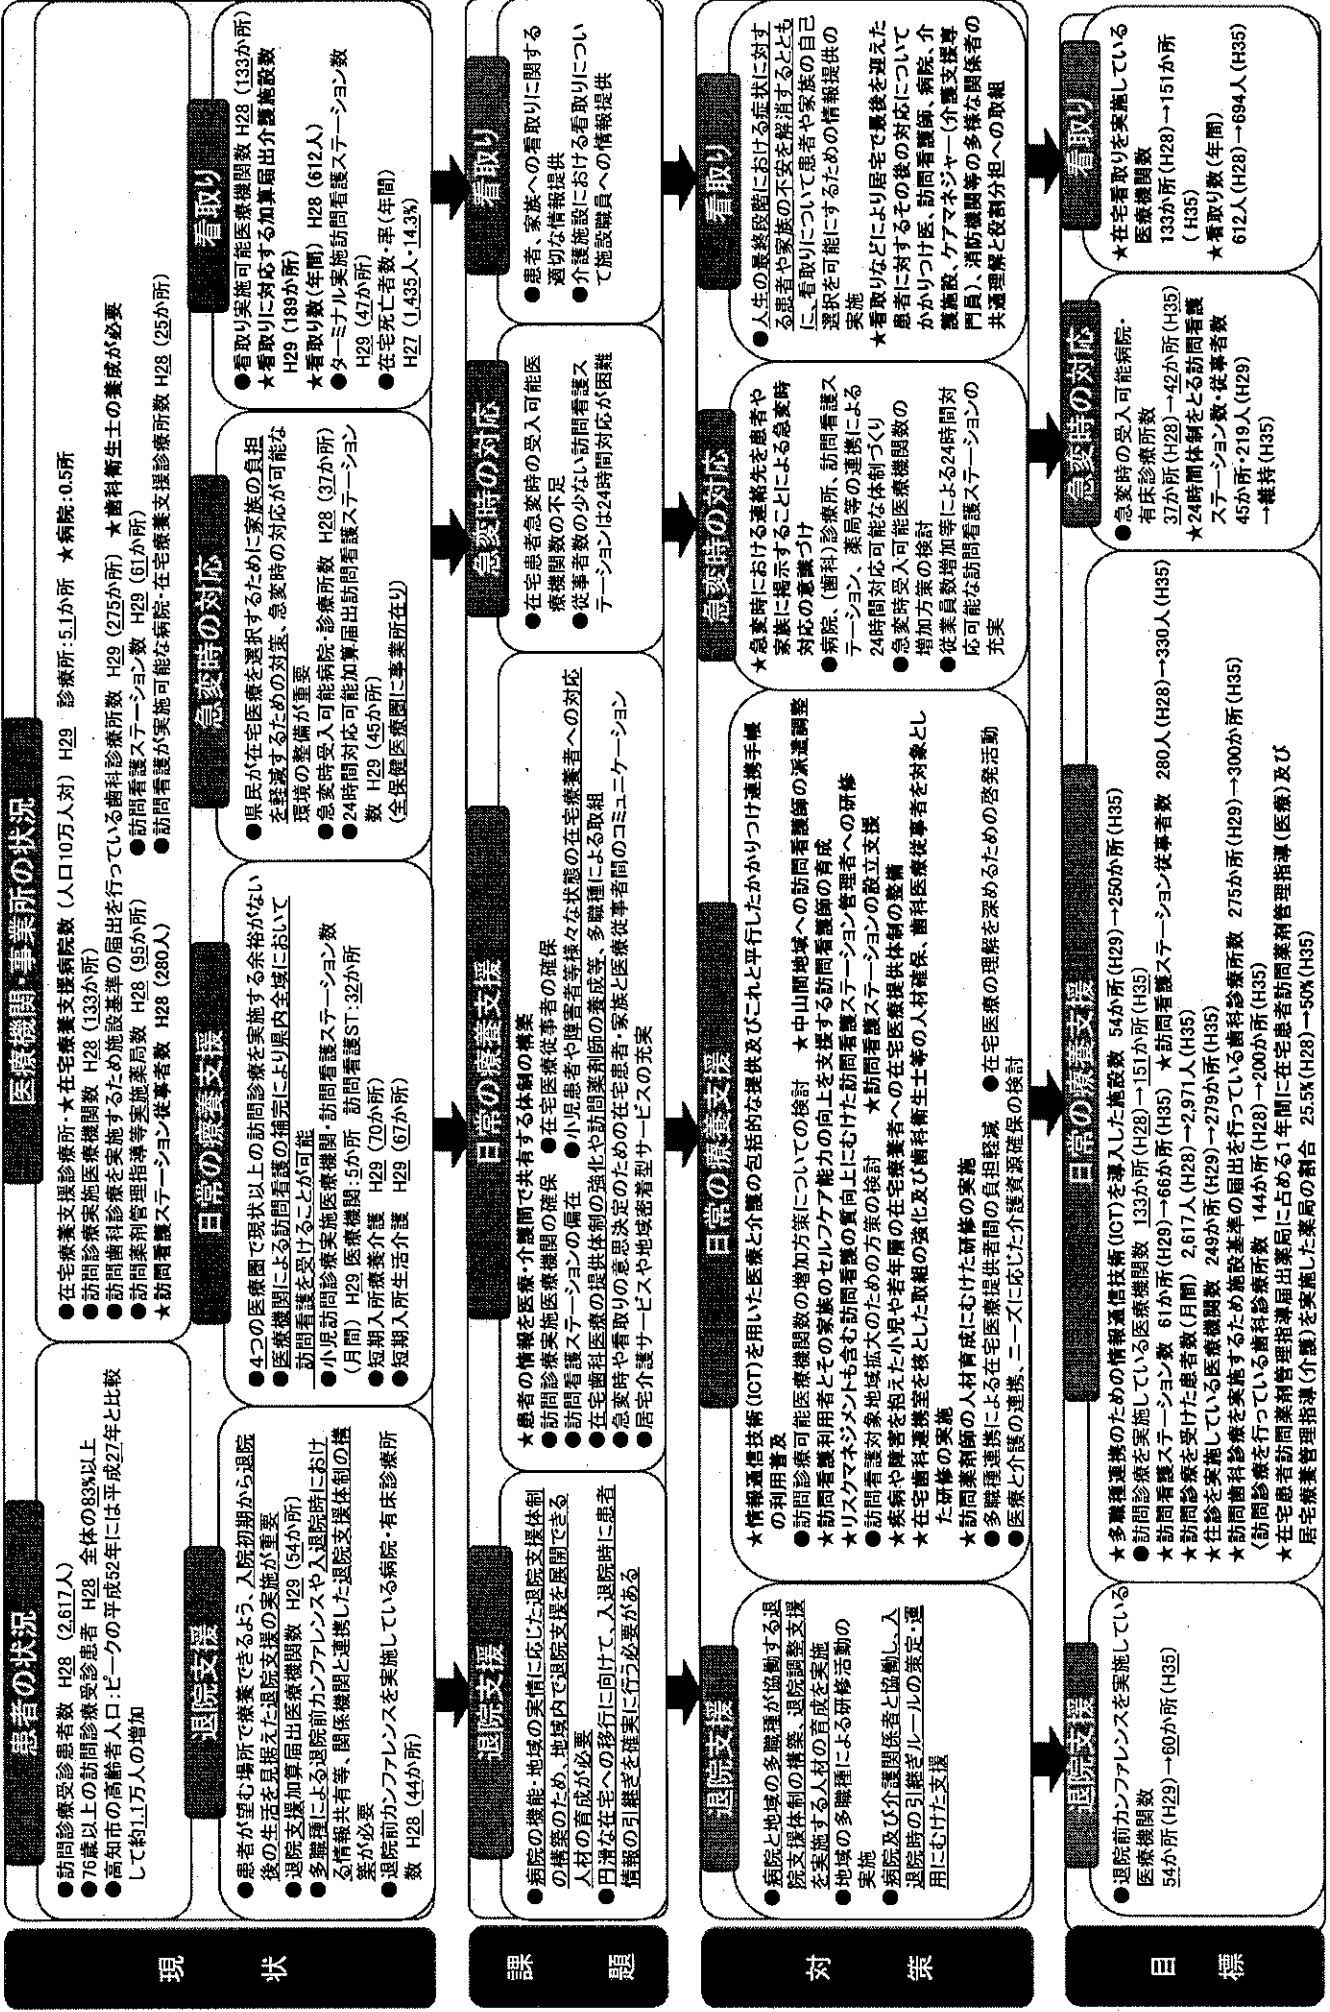 現状
患者の状況
●訪問診療受診患者数 H28 (2,617人)
●76歳以上の訪問診療受診患者 H28 全体の83%以上
●高知市の高齢者人口:ピークの平成52年には平成27年と比較
して約1.1万人の増加
医療機関・事業所の状況
●在宅療養支援診療所・★在宅療養支援病院数(人口10万人対) H29 診療所:5.1か所 ★病院:0.5所
●訪問診療実施医療機関数 H28 (133か所)
●訪問歯科診療を実施するため施設基準の届出を行っている歯科診療所数 H29 (275か所) ★歯科衛生士の養成が必要
●訪問薬剤管理指導等実施薬局数 H28 (95か所) ●訪問看護ステーション数 H29 (61か所)
★訪問看護ステーション従事者数 H28 (280人) ●訪問看護が実施可能な病院・在宅療養支援診療所数 H28 (25か所)
退院支援
●患者が望む場所で療養できるよう、入院初期から退院
後の生活を見据えた退院支援の実施が重要
●退院支援加算届出医療機関数 H29 (54か所)
●多職種による退院前カンファレンスや入退院時におけ
る情報共有等、関係機関と連携した退院支援体制の構
築が必要
●退院前カンファレンスを実施している病院・有床診療所
数 H28 (44か所)
日常の療養支援
●4つの医療圏で現状以上の訪問診療を実施する余裕がない
●医療機関による訪問看護の補完により県内全域において
訪問看護を受けることが可能
●小児訪問診療実施医療機関・訪問看護ステーション数
(月間) H29 医療機関:5か所 訪問看護ST:32か所
●短期入所療養介護 H29 (70か所)
●短期入所生活介護 H29 (67か所)
急変時の対応
●県民が在宅医療を選択するために家族の負担
を軽減するための対策、急変時の対応が可能な
環境の整備が重要
●急変時受入可能病院・診療所数 H28 (37か所)
●24時間対応可能加算届出訪問看護ステーション
数 H29 (45か所)
(全保健医療圏に事業所在り)
看取り
●看取り実施可能医療機関数 H28 (133か所)
★看取りに対応する加算届出介護施設数
H29 (189か所)
★看取り数(年間) H28 (612人)
●ターミナル実施訪問看護ステーション数
H29 (47か所)
●在宅死亡者数・率(年間)
H27 (1,435人・14.3%)
課題
退院支援
●病院の機能・地域の実情に応じた退院支援体制
の構築のため、地域内で退院支援を展開できる
人材の育成が必要
●円滑な在宅への移行に向けて、入退院時に患者
情報の引継ぎを確実に行う必要がある
日常の療養支援
★患者の情報を医療・介護間で共有する体制の構築
●訪問診療実施医療機関の確保 ●在宅医療従事者の確保
●訪問看護ステーションの偏在 ●小児患者や障害者等様々な状態の在宅療養者への対応
●在宅歯科医療の提供体制の強化や訪問薬剤師の養成等、多職種による取組
●急変時や看取りの意思決定のための在宅患者・家族と医療従事者間のコミュニケーション
●居宅介護サービスや地域密着型サービスの充実
急変時の対応
●在宅患者急変時の受入可能医
療機関数の不足
●従事者数の少ない訪問看護ス
テーションは24時間対応が困難
看取り
●患者、家族への看取りに関する
適切な情報提供
●介護施設における看取りについ
て施設職員への情報提供
対策
退院支援
●病院と地域の多職種が協働する退
院支援体制の構築、退院調整支援
を実施する人材の育成を実施
●地域の多職種による研修活動の
実施
●病院及び介護関係者と協働し、入
退院時の引継ぎルールの策定・運
用にむけた支援
日常の療養支援
★情報通信技術(ICT)を用いた医療と介護の包括的な提供及びこれと平行したかかりつけ連携手帳
の利用普及
●訪問診療可能医療機関数の増加方策についての検討 ★中山間地域への訪問看護師の派遣調整
★訪問看護利用者とその家族のセルフケア能力の向上を支援する訪問看護師の育成
★リスクマネジメントも含む訪問看護の質向上にむけた訪問看護ステーション管理者への研修
●訪問看護対象地域拡大のための方策の検討 ★訪問看護ステーションの設立支援
★疾病や障害を抱えた小児や若年層の在宅療養者への在宅医療提供体制の整備
★在宅歯科連携室を核とした取組の強化及び歯科衛生士等の人材確保、歯科医療従事者を対象とし
た研修の実施
★訪問薬剤師の人材育成にむけた研修の実施
●多職種連携による在宅医療提供者間の負担軽減 ●在宅医療の理解を深めるための啓発活動
●医療と介護の連携、ニーズに応じた介護資源確保の検討
急変時の対応
★急変時における連絡先を患者や
家族に掲示することによる急変時
対応の意識づけ
●病院、(歯科)診療所、訪問看護ス
テーション、薬局等の連携による
24時間対応可能な体制づくり
●急変時受入可能医療機関数の
増加方策の検討
●従業員数増加等による24時間対
応可能な訪問看護ステーションの
充実
看取り
●人生の最終段階における症状に対す
る患者や家族の不安を解消するととも
に、看取りについて患者や家族の自己
選択を可能にするための情報提供の
実施
★看取りなどにより居宅で最後を迎えた
患者に対するその後の対応について
かかりつけ医、訪問看護師、病院、介
護施設、ケアマネジャー(介護支援専
門員)、消防機関等の多様な関係者の
共通理解と役割分担への取組
目標
退院支援
●退院前カンファレンスを実施している
医療機関数
54か所(H29)→60か所(H35)
日常の療養支援
★多職種連携のための情報通信技術(ICT)を導入した施設数 54か所(H29)→250か所(H35)
●訪問診療を実施している医療機関数 133か所(H28)→151か所(H35)
★訪問看護ステーション数 61か所(H29)→66か所(H35) ★訪問看護ステーション従事者数 280人(H28)→330人(H35)
★訪問診療を受けた患者数(月間) 2,617人(H28)→2,971人(H35)
★往診を実施している医療機関数 249か所(H29)→279か所(H35)
★訪問歯科診療を実施するため施設基準の届出を行っている歯科診療所数 275か所(H29)→300か所(H35)
(訪問診療を行っている歯科診療所数 144か所(H28)→200か所(H35)
★在宅患者訪問薬剤管理指導届出薬局に占める1年間に在宅患者訪問薬剤管理指導(医療)及び
居宅療養管理指導(介護)を実施した薬局の割合 25.5%(H28)→50%(H35)
急変時の対応
●急変時の受入可能病院・
有床診療所数
37か所(H28)→42か所(H35)
★24時間体制をとる訪問看護
ステーション数・従事者数
45か所・219人(H29)
→維持(H35)
看取り
★在宅看取りを実施している
医療機関数
133か所(H28)→151か所
(H35)
★看取り数(年間)
612人(H28)→694人(H35)